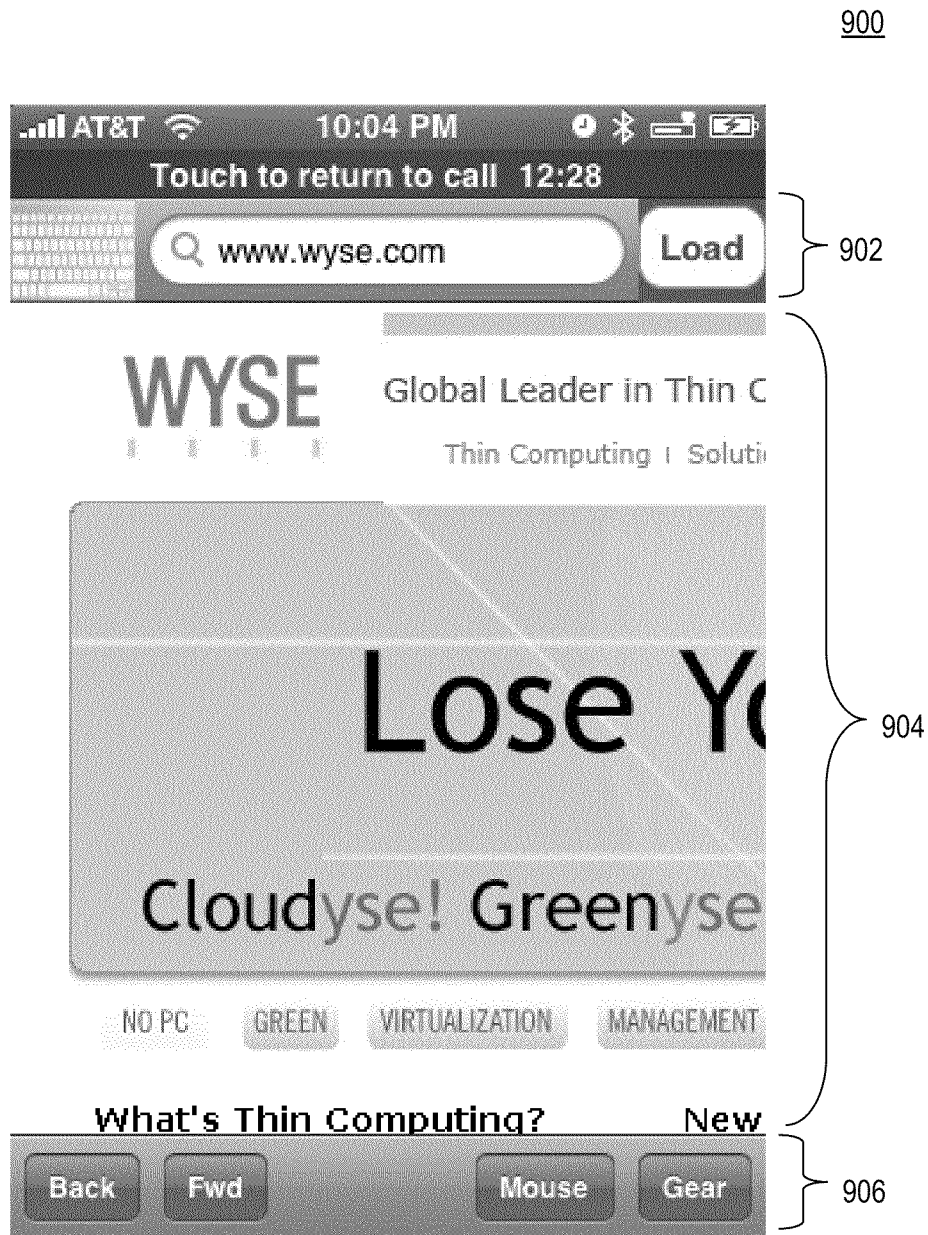 900
AT&T 10:04 PM
Touch to return to call 12:28
www.wyse.com Load
902
WYSE
Global Leader in Thin C
Thin Computing | Soluti
Lose Yo
904
Cloudyse! Greenyse
NO PC GREEN VIRTUALIZATION MANAGEMENT
What's Thin Computing? New
Back Fwd Mouse Gear
906